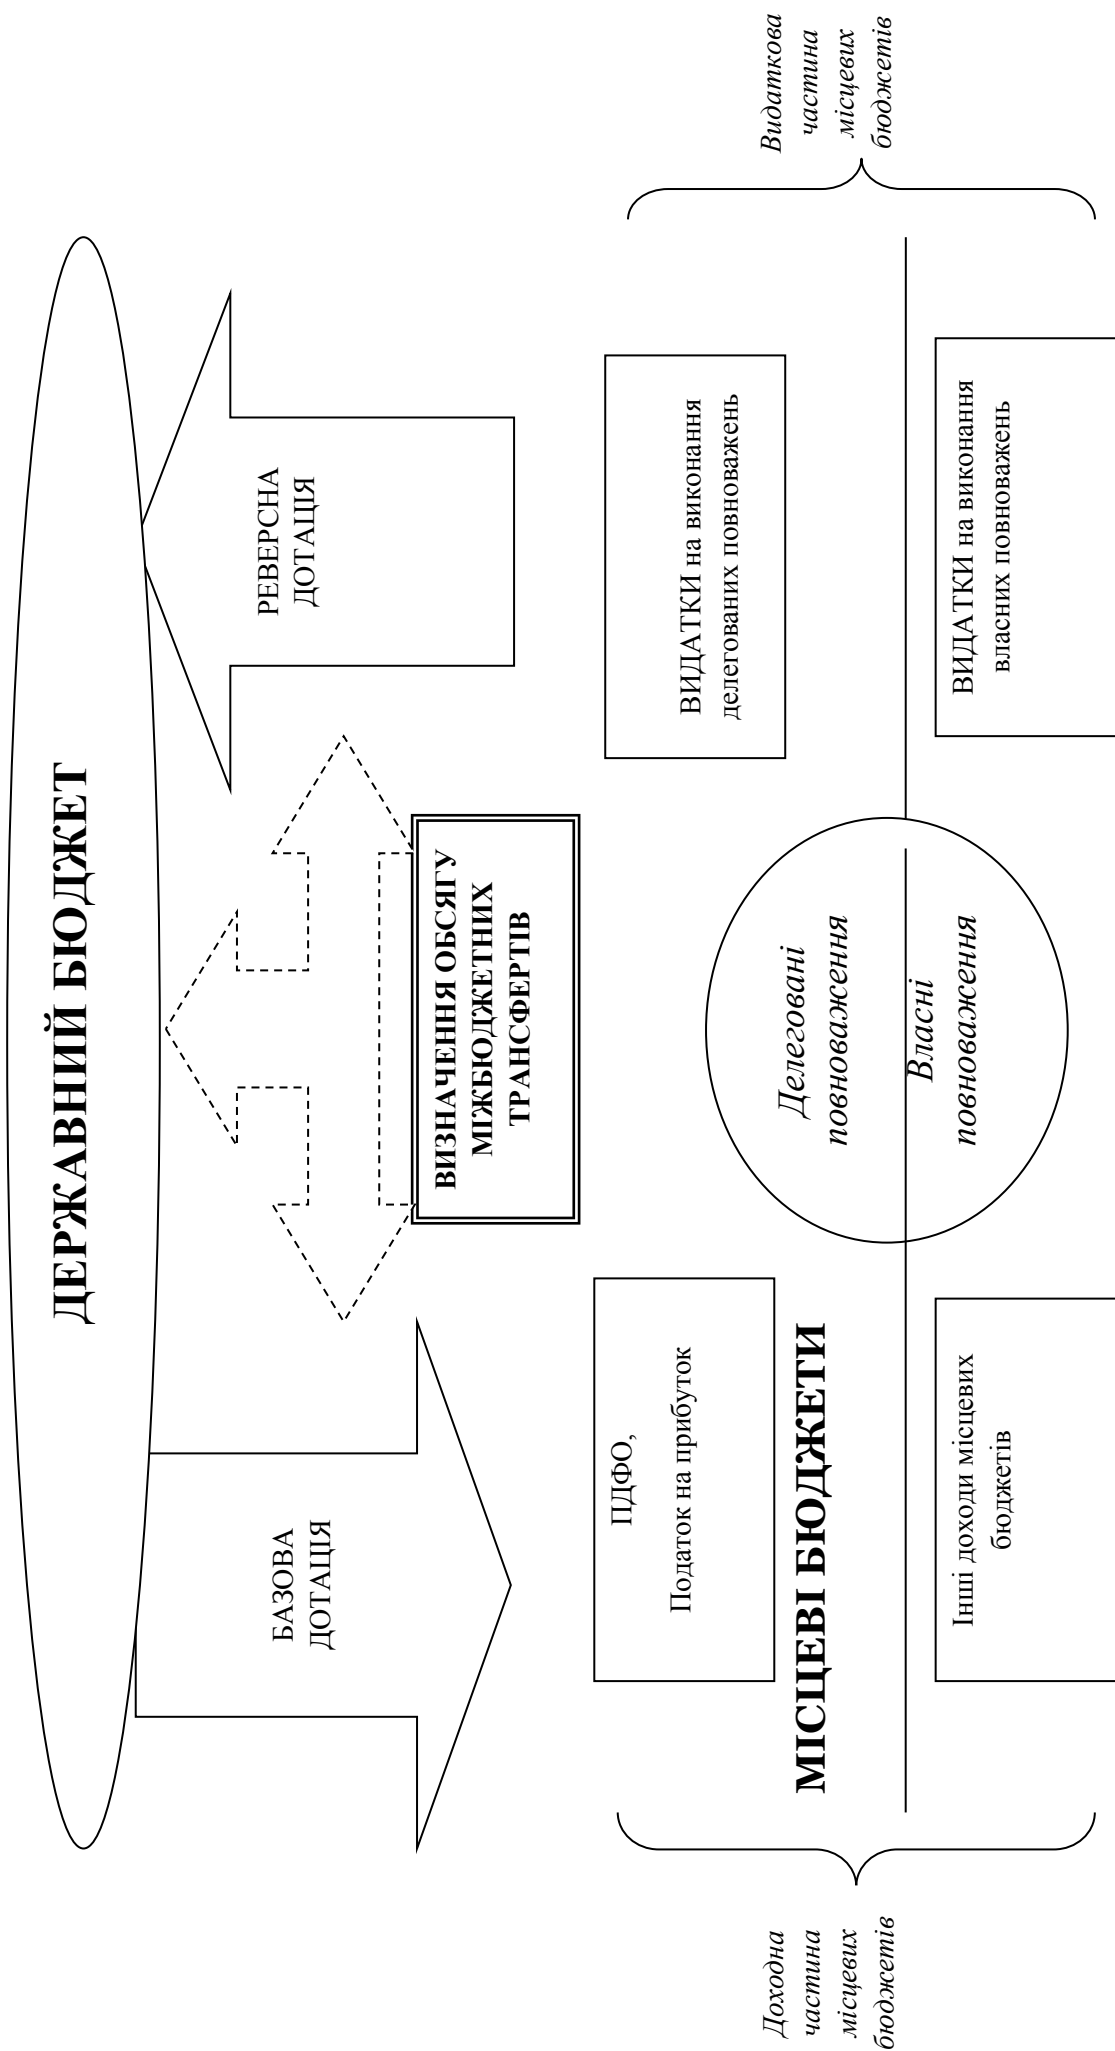 ДЕРЖАВНИЙ БЮДЖЕТ
БАЗОВА
ДОТАЦІЯ
РЕВЕРСНА
ДОТАЦІЯ
ВИЗНАЧЕННЯ ОБСЯГУ
МІЖБЮДЖЕТНИХ
ТРАНСФЕРТІВ
ПДФО,
Податок на прибуток
ВИДАТКИ на виконання
делегованих повноважень
Доходна
частина
місцевих
бюджетів
МІСЦЕВІ БЮДЖЕТИ
Делеговані
повноваження
Власні
повноваження
Видаткова
частина
місцевих
бюджетів
Інші доходи місцевих
бюджетів
ВИДАТКИ на виконання
власних повноважень